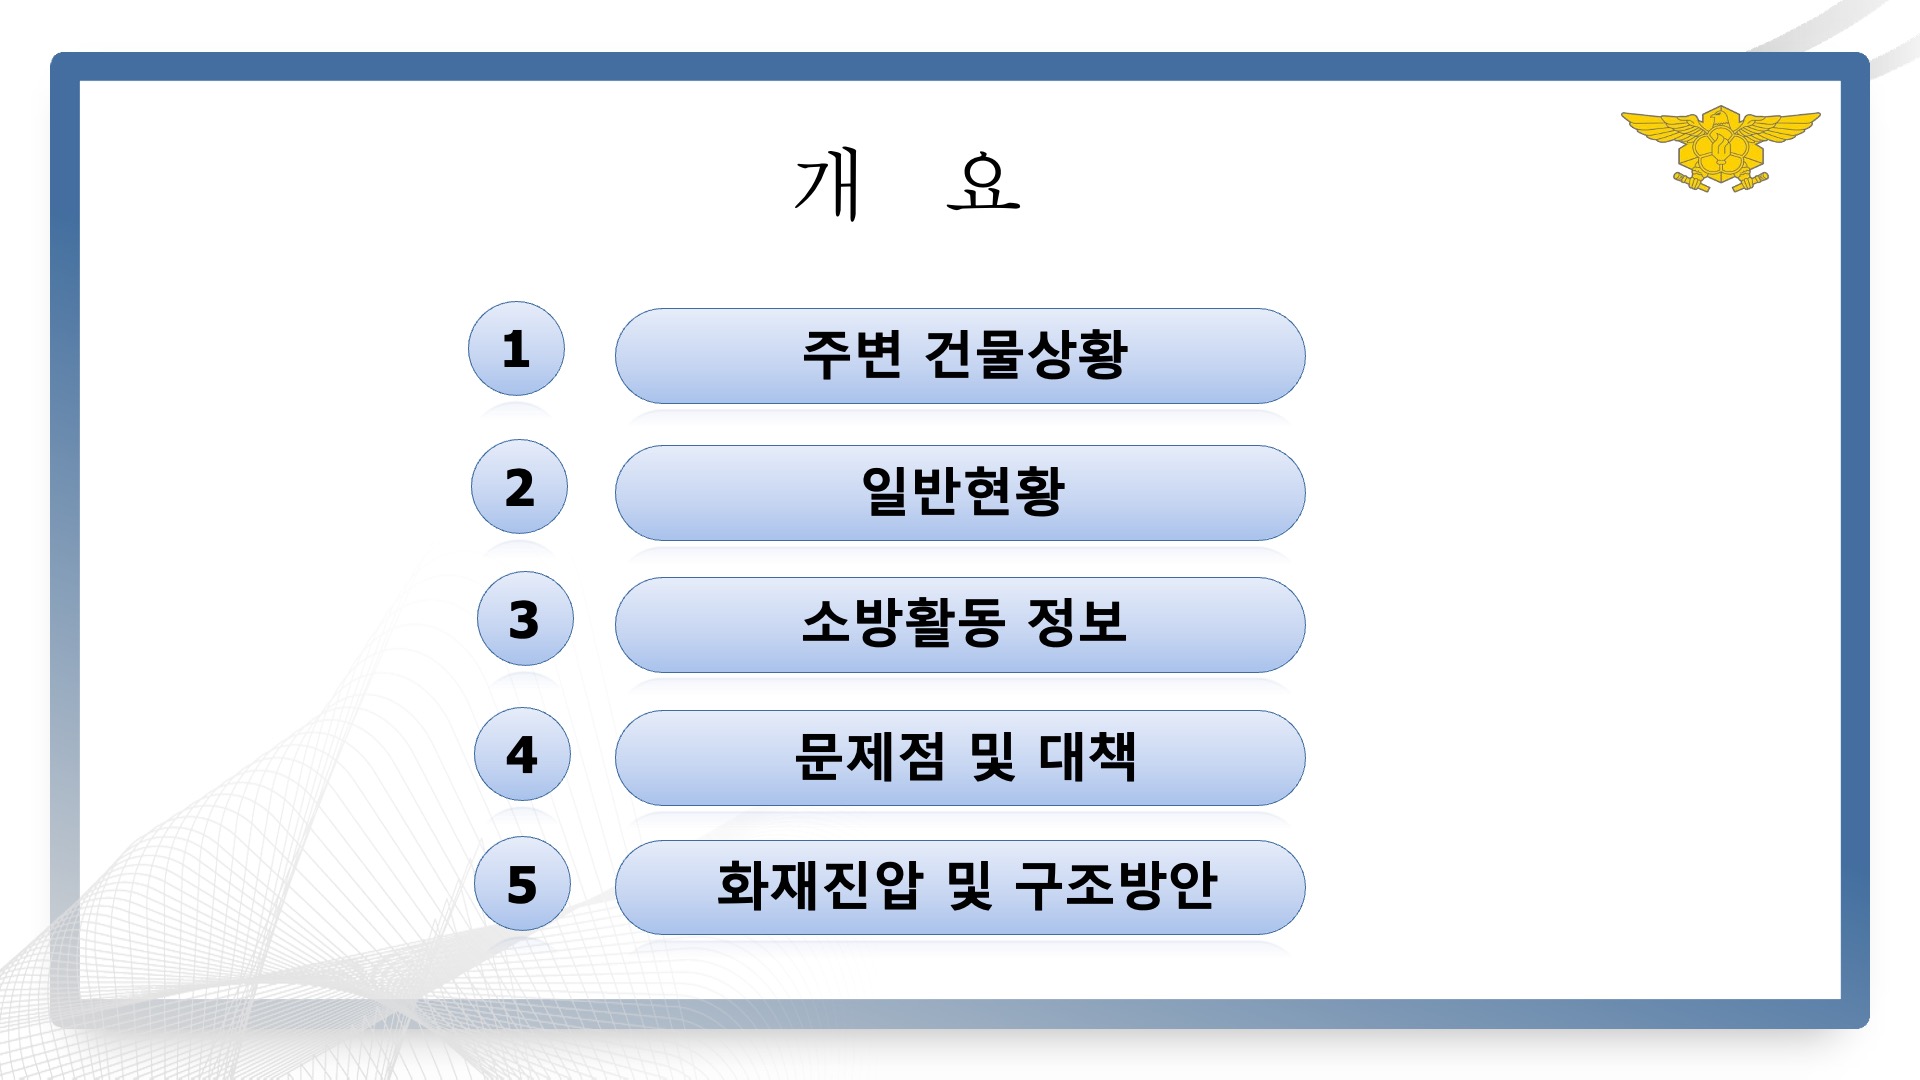 개 요
1 주변 건물상황
2 일반현황
3 소방활동 정보
4 문제점 및 대책
5 화재진압 및 구조방안